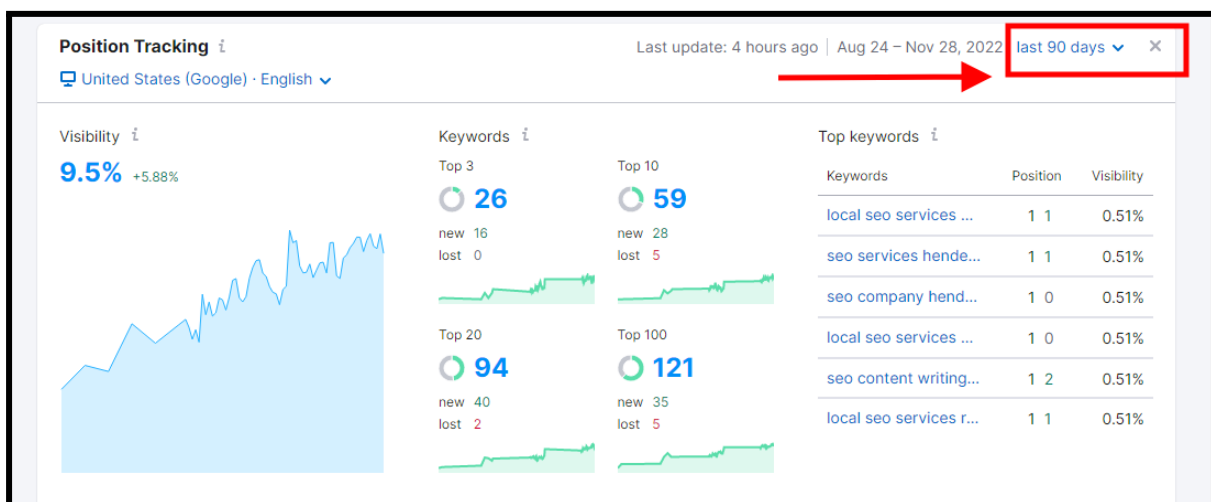 Position Tracking i
Last update: 4 hours ago | Aug 24 – Nov 28, 2022 last 90 days
United States (Google) · English
Visibility i
9.5% +5.88%
Keywords i
Top 3
26
new 16
lost 0
Top 10
59
new 28
lost 5
Top 20
94
new 40
lost 2
Top 100
121
new 35
lost 5
Top keywords i
Keywords Position Visibility
local seo services ... 1 1 0.51%
seo services hende... 1 1 0.51%
seo company hend... 1 0 0.51%
local seo services ... 1 0 0.51%
seo content writing... 1 2 0.51%
local seo services r... 1 1 0.51%